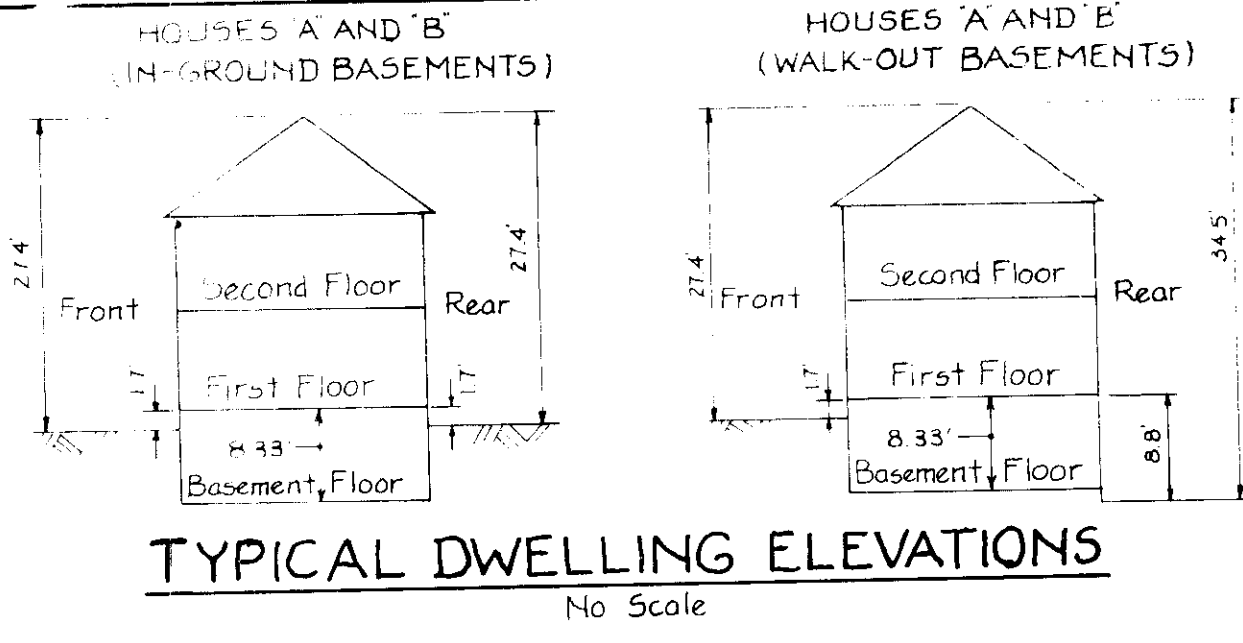 HOUSES "A" AND "B"
(IN-GROUND BASEMENTS)
27.4'
27.4'
Second Floor
Front
Rear
1.7'
First Floor
1.7'
8.33'
Basement Floor
HOUSES "A" AND "B"
(WALK-OUT BASEMENTS)
27.4'
34.5'
Second Floor
Front
Rear
1.7'
First Floor
8.33'
8.8'
Basement Floor
TYPICAL DWELLING ELEVATIONS
No Scale